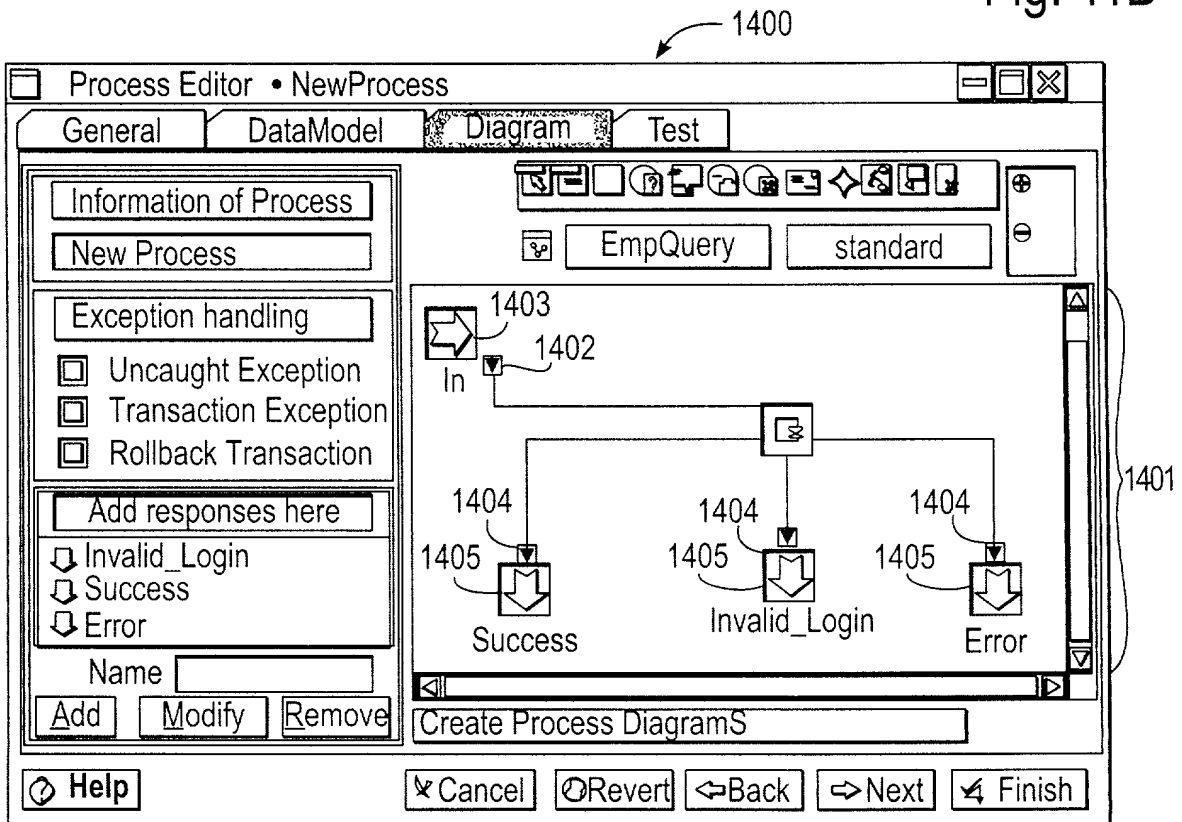 1400
Process Editor • NewProcess
General DataModel Diagram Test
Information of Process
New Process
EmpQuery standard
Exception handling
Uncaught Exception
Transaction Exception
Rollback Transaction
Add responses here
Invalid_Login
Success
Error
Name
Add Modify Remove
1403
1402
In
1401
1404 1404 1404
1405 1405 1405
Success Invalid_Login Error
Create Process DiagramS
Help Cancel Revert Back Next Finish